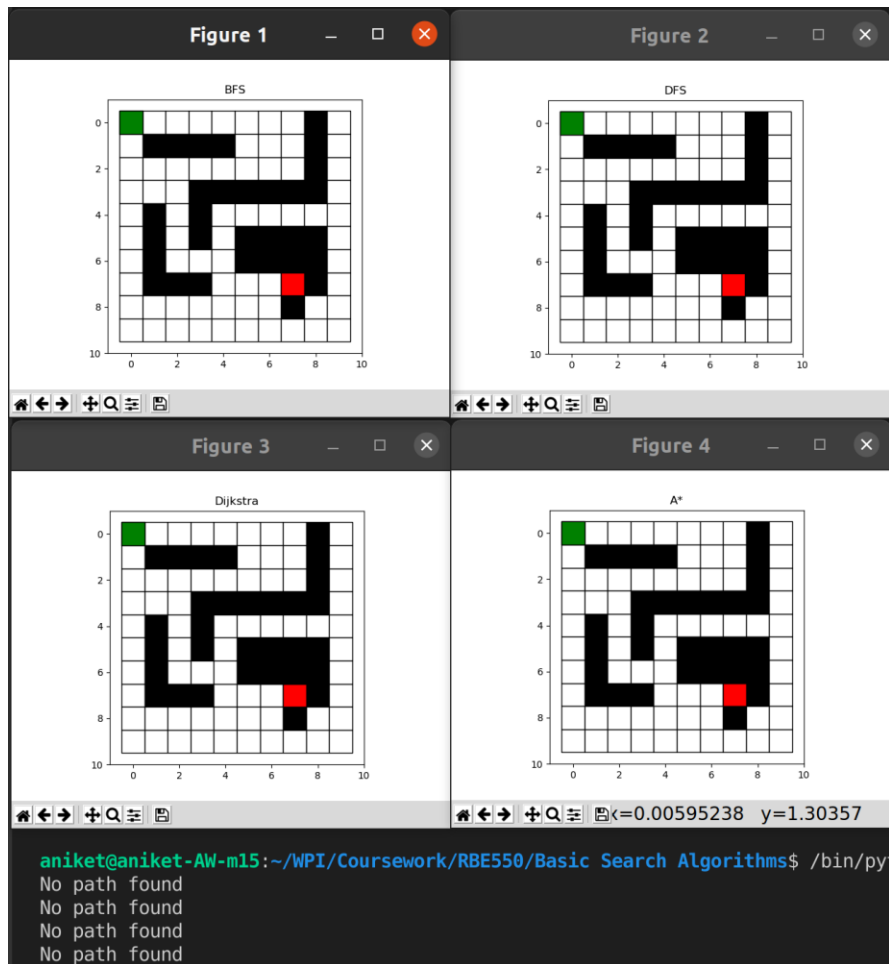 Figure 1
BFS
0
2
4
6
8
10
0 2 4 6 8 10
Figure 2
DFS
0
2
4
6
8
10
0 2 4 6 8 10
Figure 3
Dijkstra
0
2
4
6
8
10
0 2 4 6 8 10
Figure 4
A*
0
2
4
6
8
10
0 2 4 6 8 10
x=0.00595238 y=1.30357
aniket@aniket-AW-m15:~/WPI/Coursework/RBE550/Basic Search Algorithms$ /bin/py
No path found
No path found
No path found
No path found